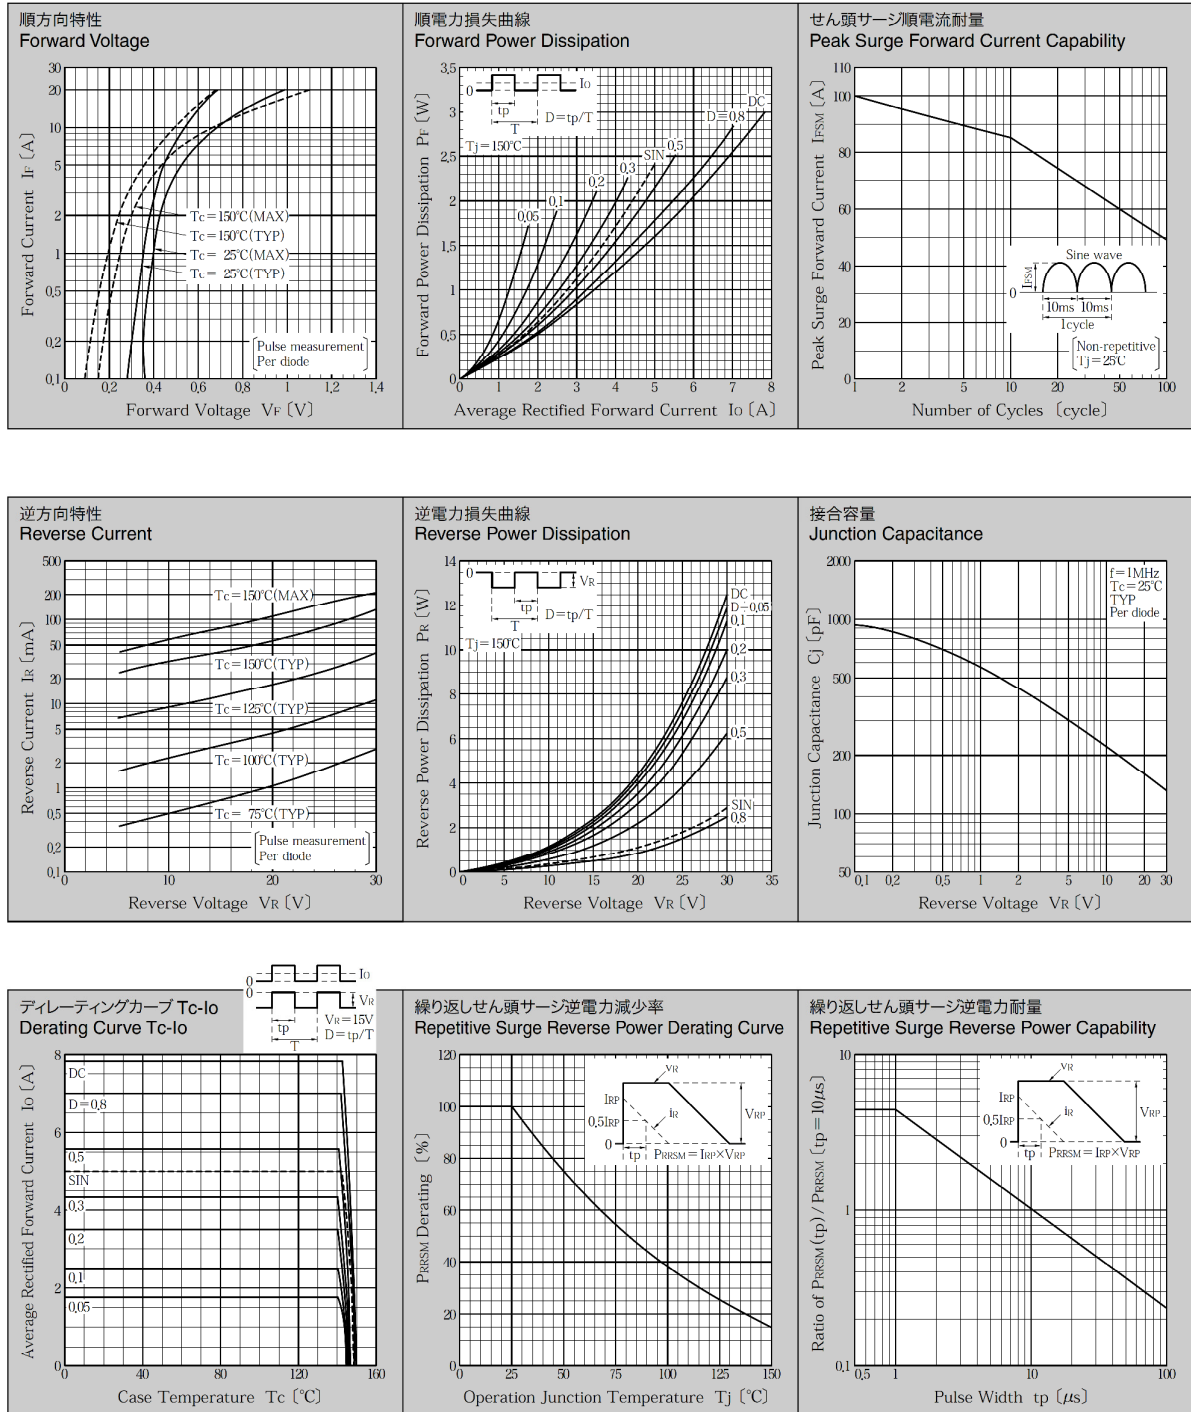 順方向特性
Forward Voltage
Forward Current IF〔A〕
30
20
10
5
2
1
0.5
0.2
0.1
Tc=150℃(MAX)
Tc=150℃(TYP)
Tc= 25℃(MAX)
Tc= 25℃(TYP)
Pulse measurement
Per diode
0 0.2 0.4 0.6 0.8 1 1.2 1.4
Forward Voltage VF〔V〕
順電力損失曲線
Forward Power Dissipation
Forward Power Dissipation PF〔W〕
3.5
3
2.5
2
1.5
1
0.5
0
0
Io
tp
T
D=tp/T
Tj=150℃
DC
D=0.8
0.5
SIN
0.3
0.2
0.1
0.05
0 1 2 3 4 5 6 7 8
Average Rectified Forward Current Io〔A〕
せん頭サージ順電流耐量
Peak Surge Forward Current Capability
Peak Surge Forward Current IFSM〔A〕
110
100
80
60
40
20
0
Sine wave
IFSM
0
10ms 10ms
1cycle
Non-repetitive
Tj=25℃
1 2 5 10 20 50 100
Number of Cycles〔cycle〕
逆方向特性
Reverse Current
Reverse Current IR〔mA〕
500
200
100
50
20
10
5
2
1
0.5
0.2
0.1
Tc=150℃(MAX)
Tc=150℃(TYP)
Tc=125℃(TYP)
Tc=100℃(TYP)
Tc= 75℃(TYP)
Pulse measurement
Per diode
0 10 20 30
Reverse Voltage VR〔V〕
逆電力損失曲線
Reverse Power Dissipation
Reverse Power Dissipation PR〔W〕
14
12
10
8
6
4
2
0
0
VR
tp
T
D=tp/T
Tj=150℃
DC
D=0.05
0.1
0.2
0.3
0.5
SIN
0.8
0 5 10 15 20 25 30 35
Reverse Voltage VR〔V〕
接合容量
Junction Capacitance
Junction Capacitance Cj〔pF〕
2000
1000
500
200
100
50
f=1MHz
Tc=25℃
TYP
Per diode
0.1 0.2 0.5 1 2 5 10 20 30
Reverse Voltage VR〔V〕
ディレーティングカーブ Tc-Io
Derating Curve Tc-Io
0
Io
0
VR
tp
T
VR=15V
D=tp/T
Average Rectified Forward Current Io〔A〕
8
6
4
2
0
DC
D=0.8
0.5
SIN
0.3
0.2
0.1
0.05
0 40 80 120 160
Case Temperature Tc〔℃〕
繰り返しせん頭サージ逆電力減少率
Repetitive Surge Reverse Power Derating Curve
PRRSM Derating〔%〕
120
100
80
60
40
20
0
VR
IRP
0.5IRP
iR
VRP
0
tp
PRRSM=IRP×VRP
0 25 50 75 100 125 150
Operation Junction Temperature Tj〔℃〕
繰り返しせん頭サージ逆電力耐量
Repetitive Surge Reverse Power Capability
Ratio of PRRSM(tp) / PRRSM〔tp=10μs〕
10
1
0.1
VR
IRP
0.5IRP
iR
VRP
0
tp
PRRSM=IRP×VRP
0.5 1 10 100
Pulse Width tp〔μs〕